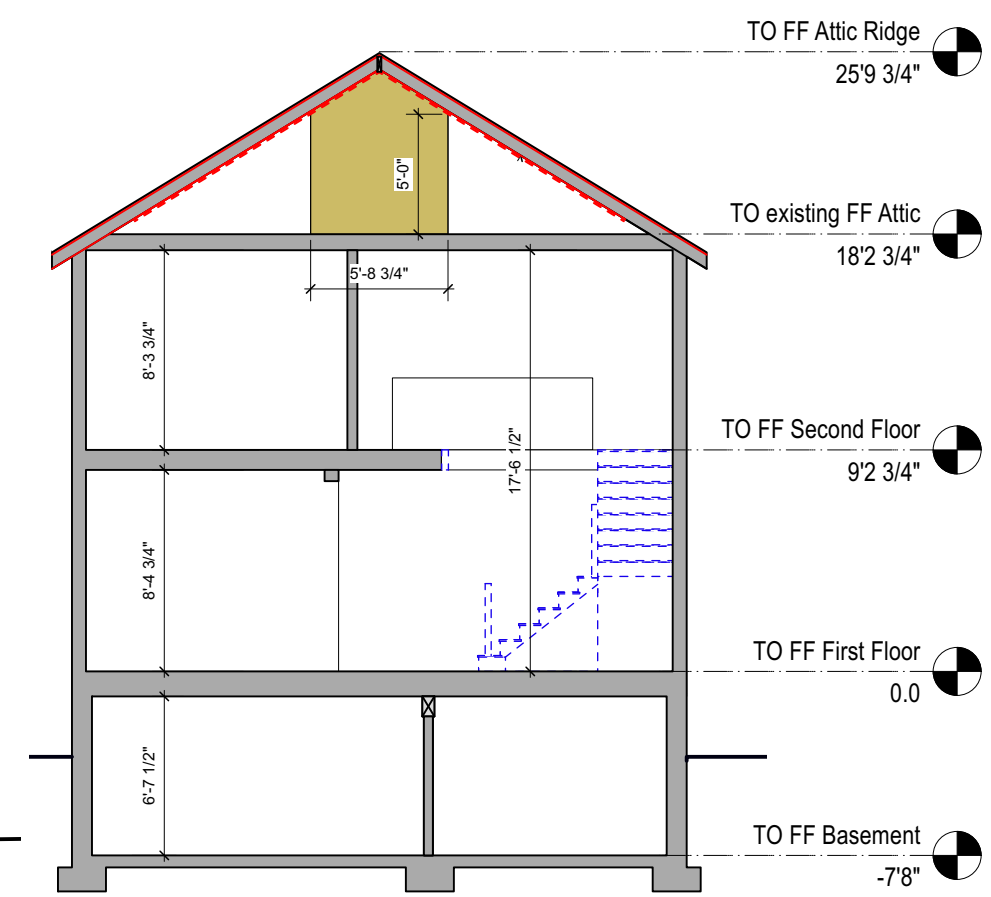 TO FF Attic Ridge
25'9 3/4"
5'-0"
TO existing FF Attic
18'2 3/4"
5'-8 3/4"
8'-3 3/4"
TO FF Second Floor
9'2 3/4"
17'-6 1/2"
8'-4 3/4"
TO FF First Floor
0.0
6'-7 1/2"
TO FF Basement
-7'8"